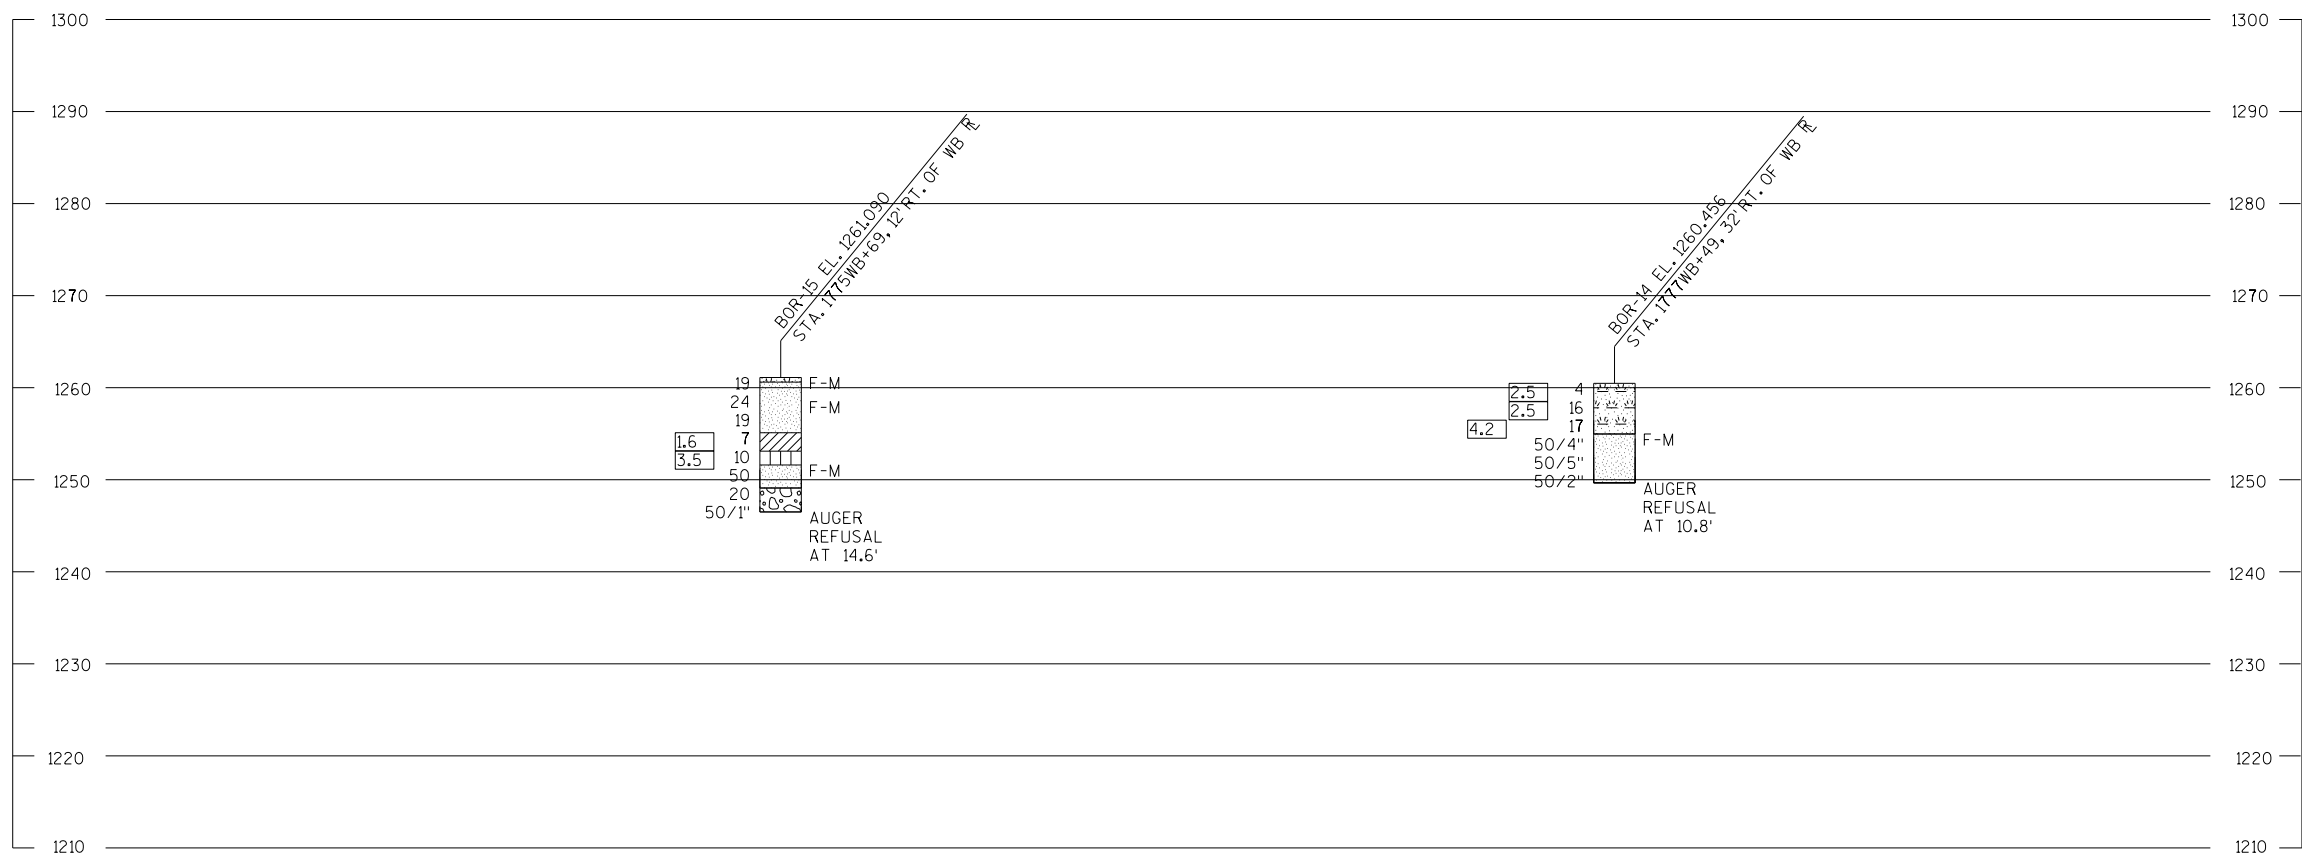 1300 1300
1290 1290
1280 1280
1270 1270
1260 1260
1250 1250
1240 1240
1230 1230
1220 1220
1210 1210
BOR-15 EL. 1261.090
STA. 1775WB+69, 12' RT. OF WB RL
19 F-M
24 F-M
19
1.6 7
3.5 10
50 F-M
20
50/1"
AUGER
REFUSAL
AT 14.6'
BOR-14 EL. 1260.456
STA. 1777WB+49, 32' RT. OF WB RL
2.5 4
2.5 16
4.2 17
50/4" F-M
50/5"
50/2"
AUGER
REFUSAL
AT 10.8'